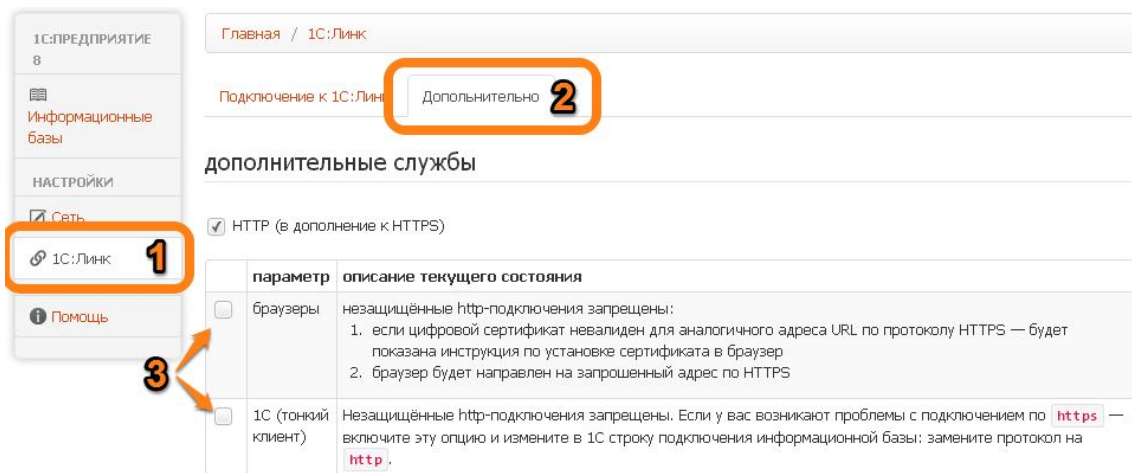 1С:ПРЕДПРИЯТИЕ
8
Информационные
базы
НАСТРОЙКИ
Сеть
1С:Линк
1
Помощь
Главная / 1С:Линк
Подключение к 1С:Линк
Допольнительно
2
дополнительные службы
HTTP (в дополнение к HTTPS)
параметр описание текущего состояния
браузеры
незащищённые http-подключения запрещены:
1. если цифровой сертификат невалиден для аналогичного адреса URL по протоколу HTTPS — будет
показана инструкция по установке сертификата в браузер
2. браузер будет направлен на запрошенный адрес по HTTPS
3
1С (тонкий
клиент)
Незащищённые http-подключения запрещены. Если у вас возникают проблемы с подключением по https —
включите эту опцию и измените в 1С строку подключения информационной базы: замените протокол на
http.